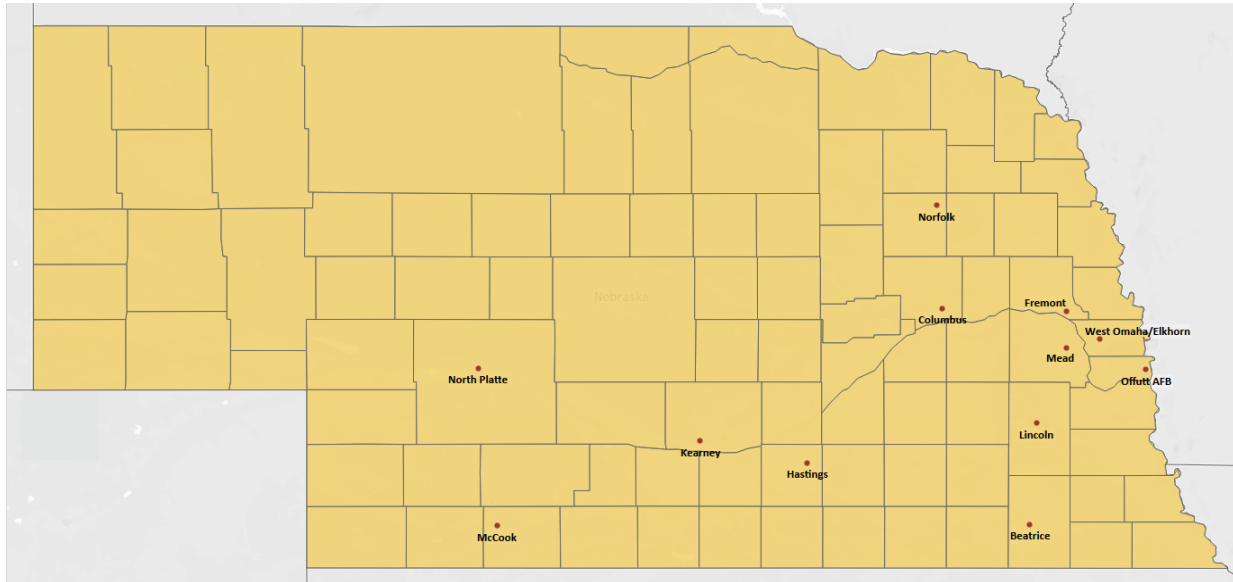 Norfolk
Nebraska
Fremont
Columbus
West Omaha/Elkhorn
Mead
North Platte
Offutt AFB
Lincoln
Kearney
Hastings
McCook
Beatrice